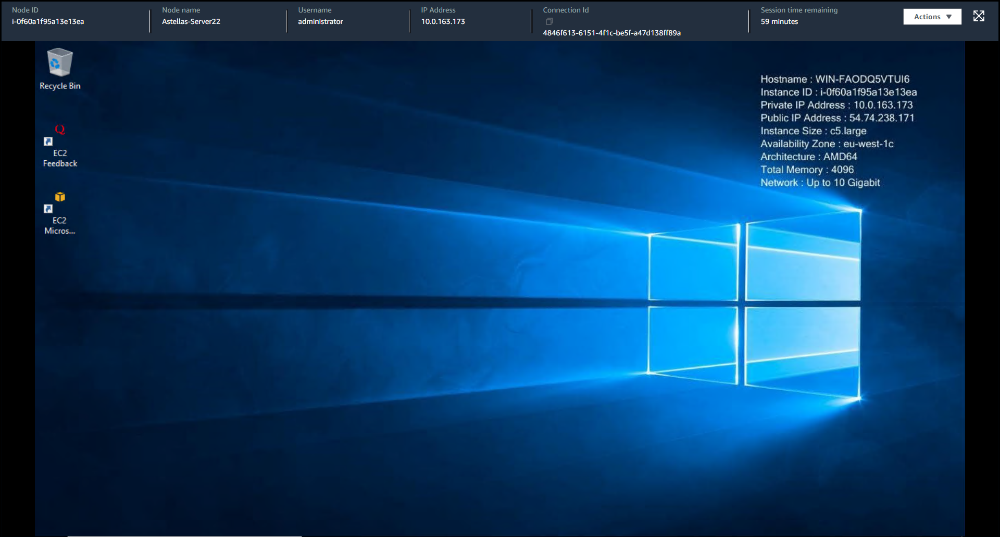 Node ID
i-0f60a1f95a13e13ea
Node name
Astellas-Server22
Username
administrator
IP Address
10.0.163.173
Connection Id
4846f613-6151-4f1c-be5f-a47d138ff89a
Session time remaining
59 minutes
Actions
Recycle Bin
EC2
Feedback
EC2
Micros...
Hostname : WIN-FAODQ5VTUI6
Instance ID : i-0f60a1f95a13e13ea
Private IP Address : 10.0.163.173
Public IP Address : 54.74.238.171
Instance Size : c5.large
Availability Zone : eu-west-1c
Architecture : AMD64
Total Memory : 4096
Network : Up to 10 Gigabit